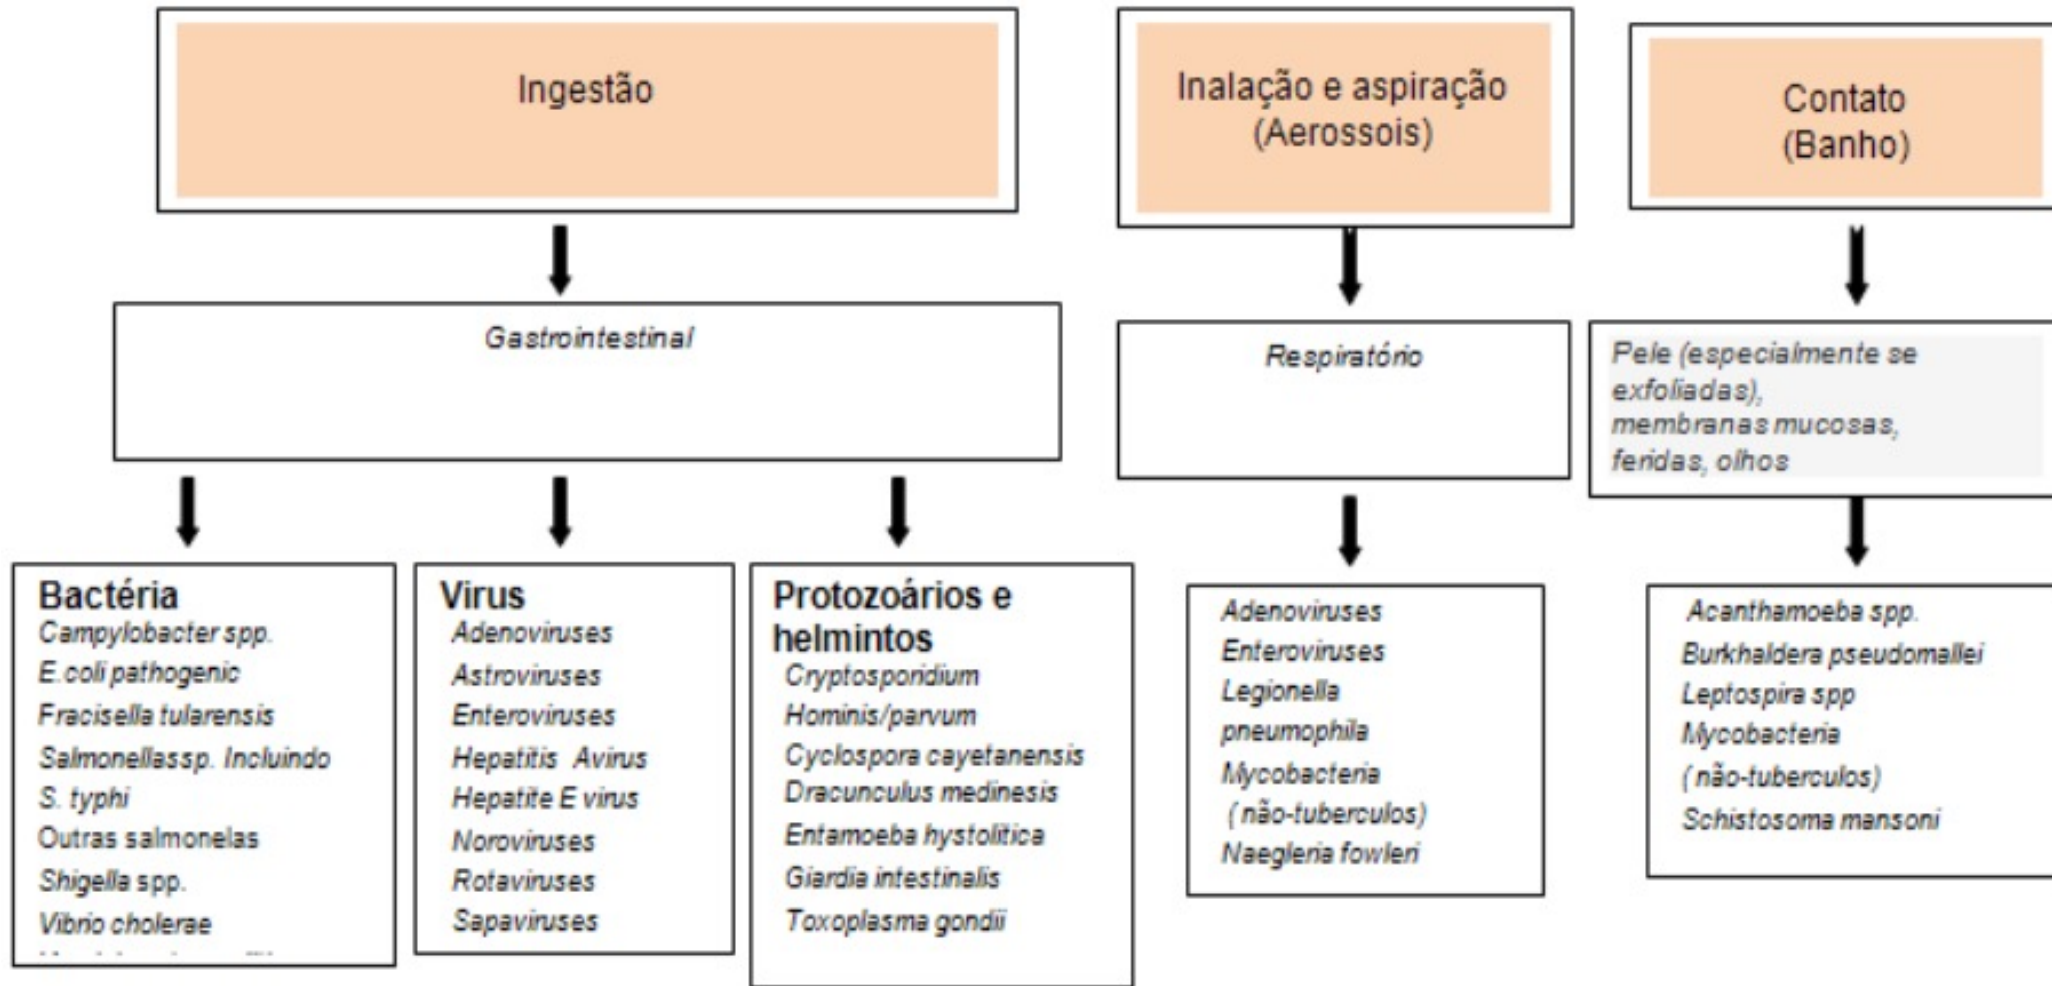 Ingestão
Inalação e aspiração
(Aerossois)
Contato
(Banho)
Gastrointestinal
Respiratório
Pele (especialmente se
exfoliadas),
membranas mucosas,
feridas, olhos
Bactéria
Campylobacter spp.
E.coli pathogenic
Fracisella tularensis
Salmonellassp. Incluindo
S. typhi
Outras salmonelas
Shigella spp.
Vibrio cholerae
Virus
Adenoviruses
Astroviruses
Enteroviruses
Hepatitis Avirus
Hepatite E virus
Noroviruses
Rotaviruses
Sapaviruses
Protozoários e
helmintos
Cryptosporidium
Hominis/parvum
Cyclospora cayetanensis
Dracunculus medinesis
Entamoeba hystolitica
Giardia intestinalis
Toxoplasma gondii
Adenoviruses
Enteroviruses
Legionella
pneumophila
Mycobacteria
( não-tuberculos)
Naegleria fowleri
Acanthamoeba spp.
Burkhaldera pseudomallei
Leptospira spp
Mycobacteria
( não-tuberculos)
Schistosoma mansoni